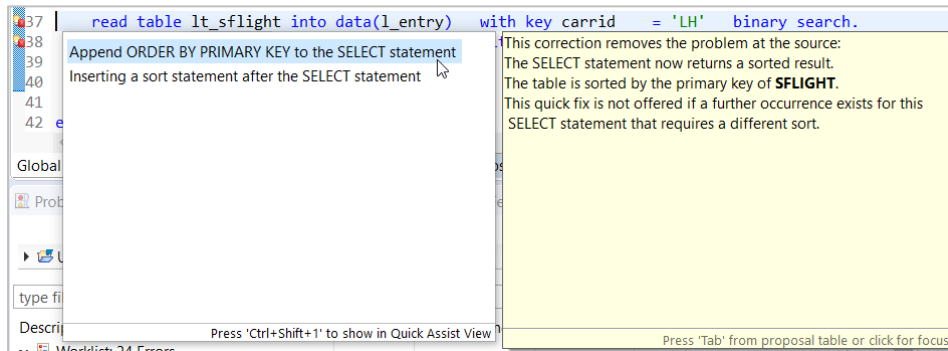 37 read table lt_sflight into data(l_entry) with key carrid = 'LH' binary search.
38
39
40
41
42 e
Append ORDER BY PRIMARY KEY to the SELECT statement
Inserting a sort statement after the SELECT statement
Press 'Ctrl+Shift+1' to show in Quick Assist View
This correction removes the problem at the source:
The SELECT statement now returns a sorted result.
The table is sorted by the primary key of SFLIGHT.
This quick fix is not offered if a further occurrence exists for this
SELECT statement that requires a different sort.
Press 'Tab' from proposal table or click for focus
Global
Prob
U
type fi
Descrip
Worklist: 24 Errors